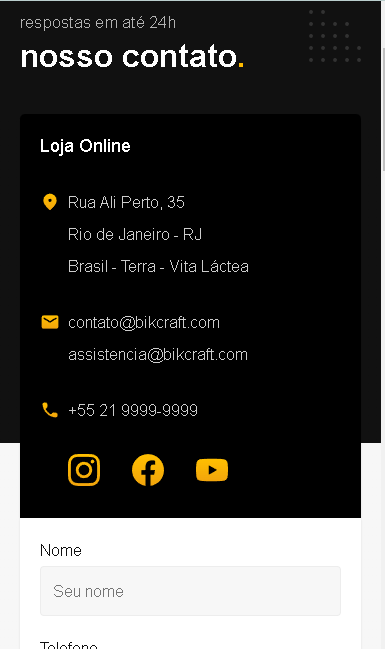 respostas em até 24h
nosso contato.
Loja Online
Rua Ali Perto, 35
Rio de Janeiro - RJ
Brasil - Terra - Vita Láctea
contato@bikcraft.com
assistencia@bikcraft.com
+55 21 9999-9999
Nome
Seu nome
Telefone